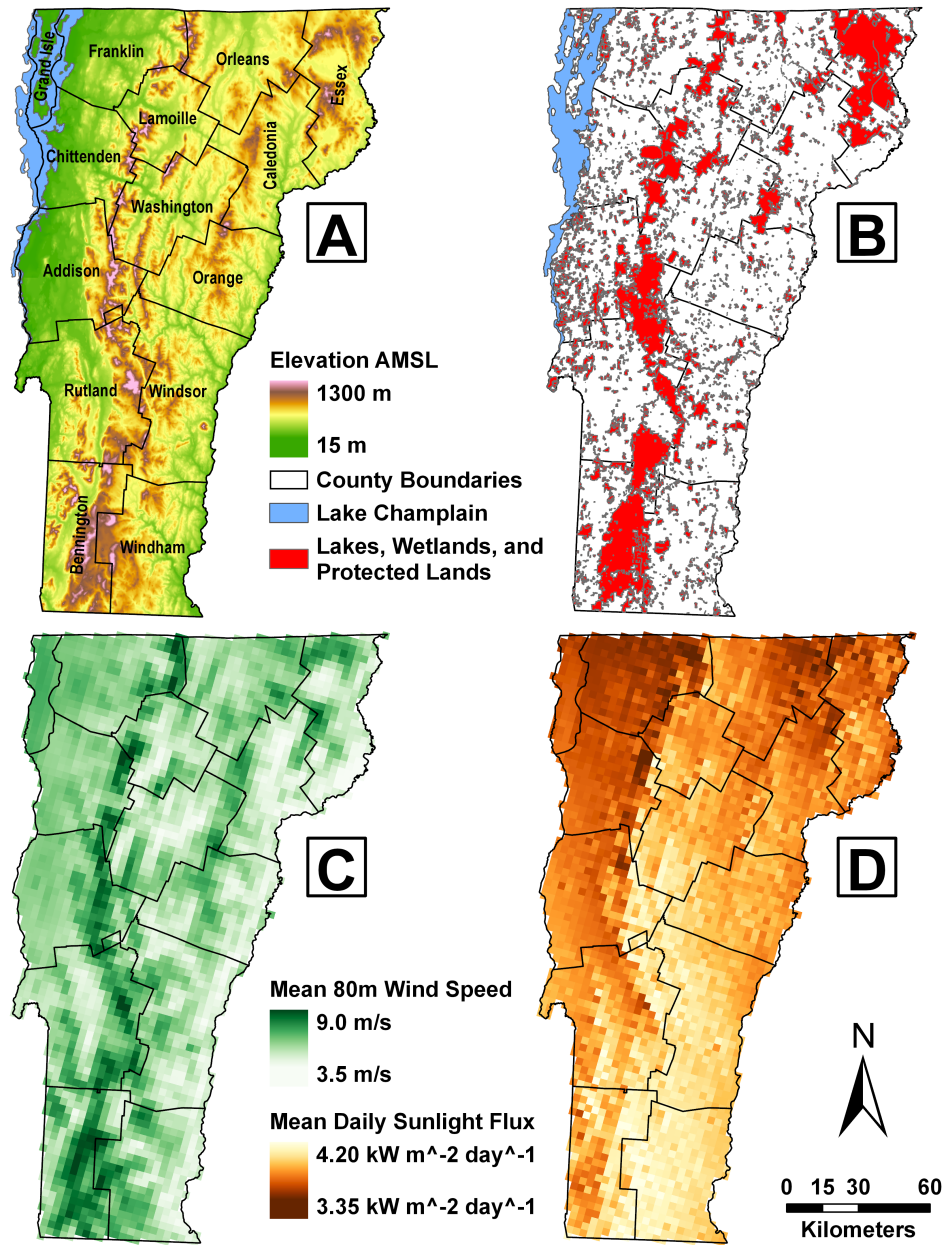 Grand Isle
Franklin
Orleans
Essex
Lamoille
Caledonia
Chittenden
Washington
Addison
Orange
Rutland
Windsor
Bennington
Windham
A
B
Elevation AMSL
1300 m
15 m
County Boundaries
Lake Champlain
Lakes, Wetlands, and
Protected Lands
C
D
Mean 80m Wind Speed
9.0 m/s
3.5 m/s
Mean Daily Sunlight Flux
4.20 kW m^-2 day^-1
3.35 kW m^-2 day^-1
N
0 15 30 60
Kilometers